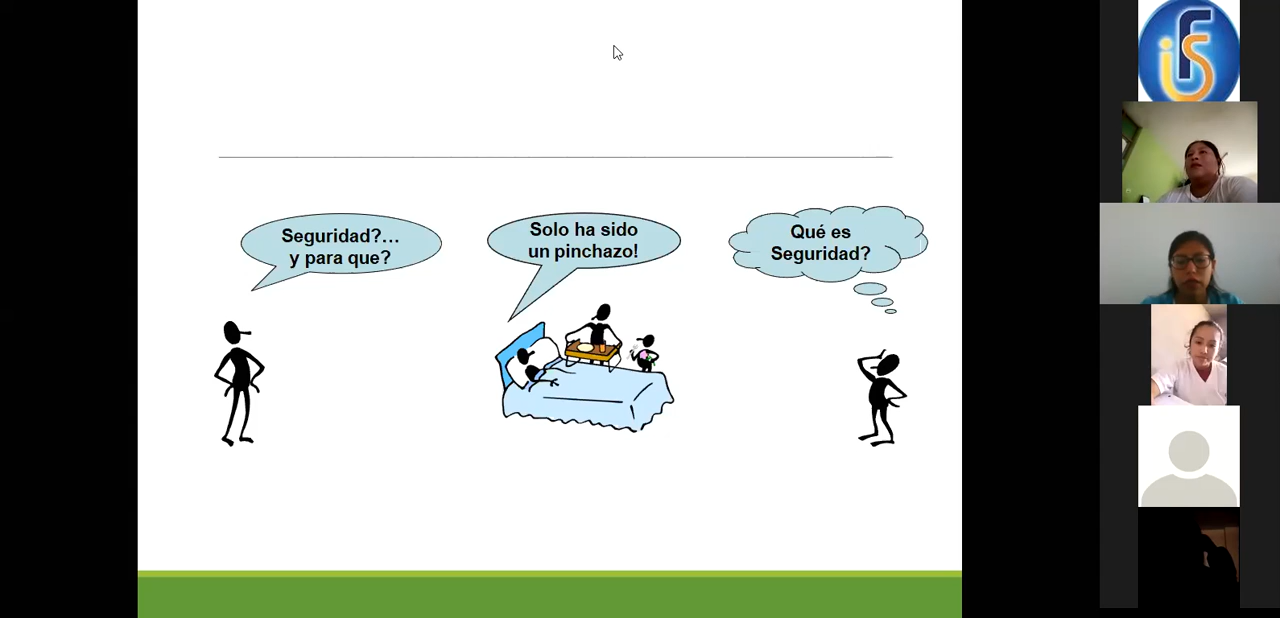 Seguridad?...
y para que?
Solo ha sido
un pinchazo!
Qué es
Seguridad?